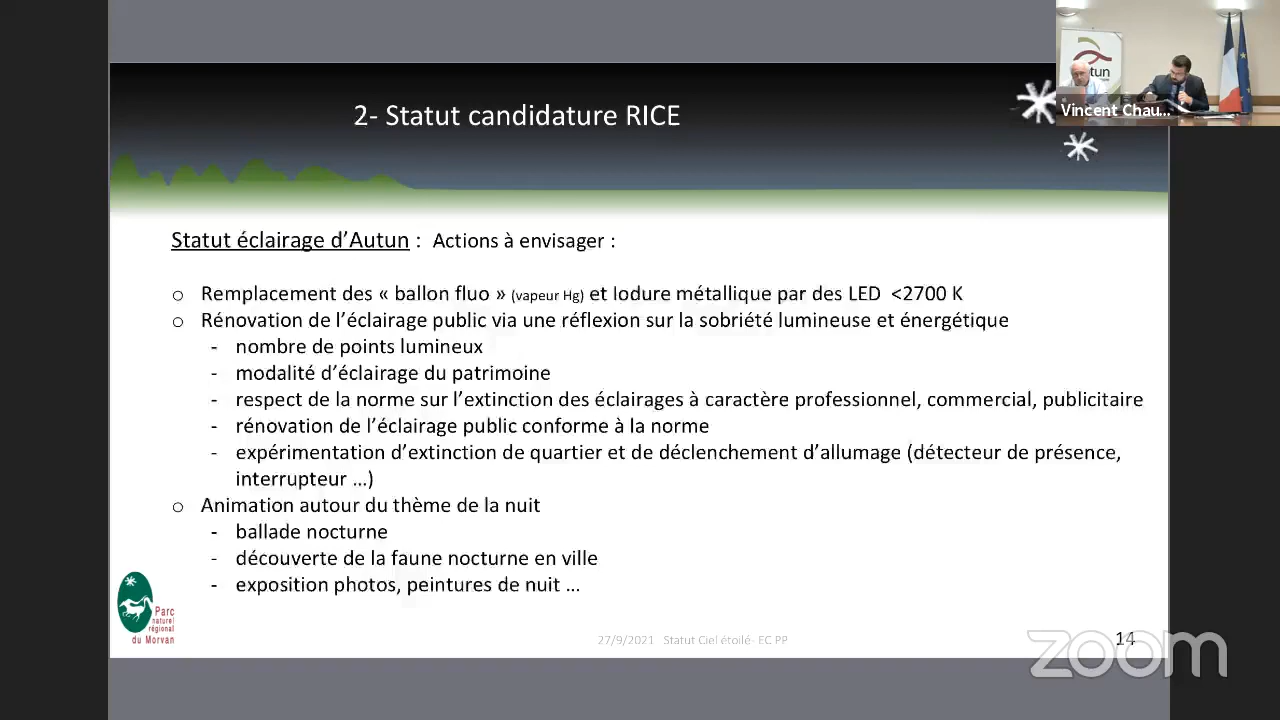 2- Statut candidature RICE
tun
Vincent Chau...
Statut éclairage d’Autun : Actions à envisager :
o Remplacement des « ballon fluo » (vapeur Hg) et Iodure métallique par des LED <2700 K
o Rénovation de l’éclairage public via une réflexion sur la sobriété lumineuse et énergétique
- nombre de points lumineux
- modalité d’éclairage du patrimoine
- respect de la norme sur l’extinction des éclairages à caractère professionnel, commercial, publicitaire
- rénovation de l’éclairage public conforme à la norme
- expérimentation d’extinction de quartier et de déclenchement d’allumage (détecteur de présence,
interrupteur …)
o Animation autour du thème de la nuit
- ballade nocturne
- découverte de la faune nocturne en ville
- exposition photos, peintures de nuit …
Parc
naturel
régional
du Morvan
27/9/2021 Statut Ciel étoilé- EC PP
14
zoom